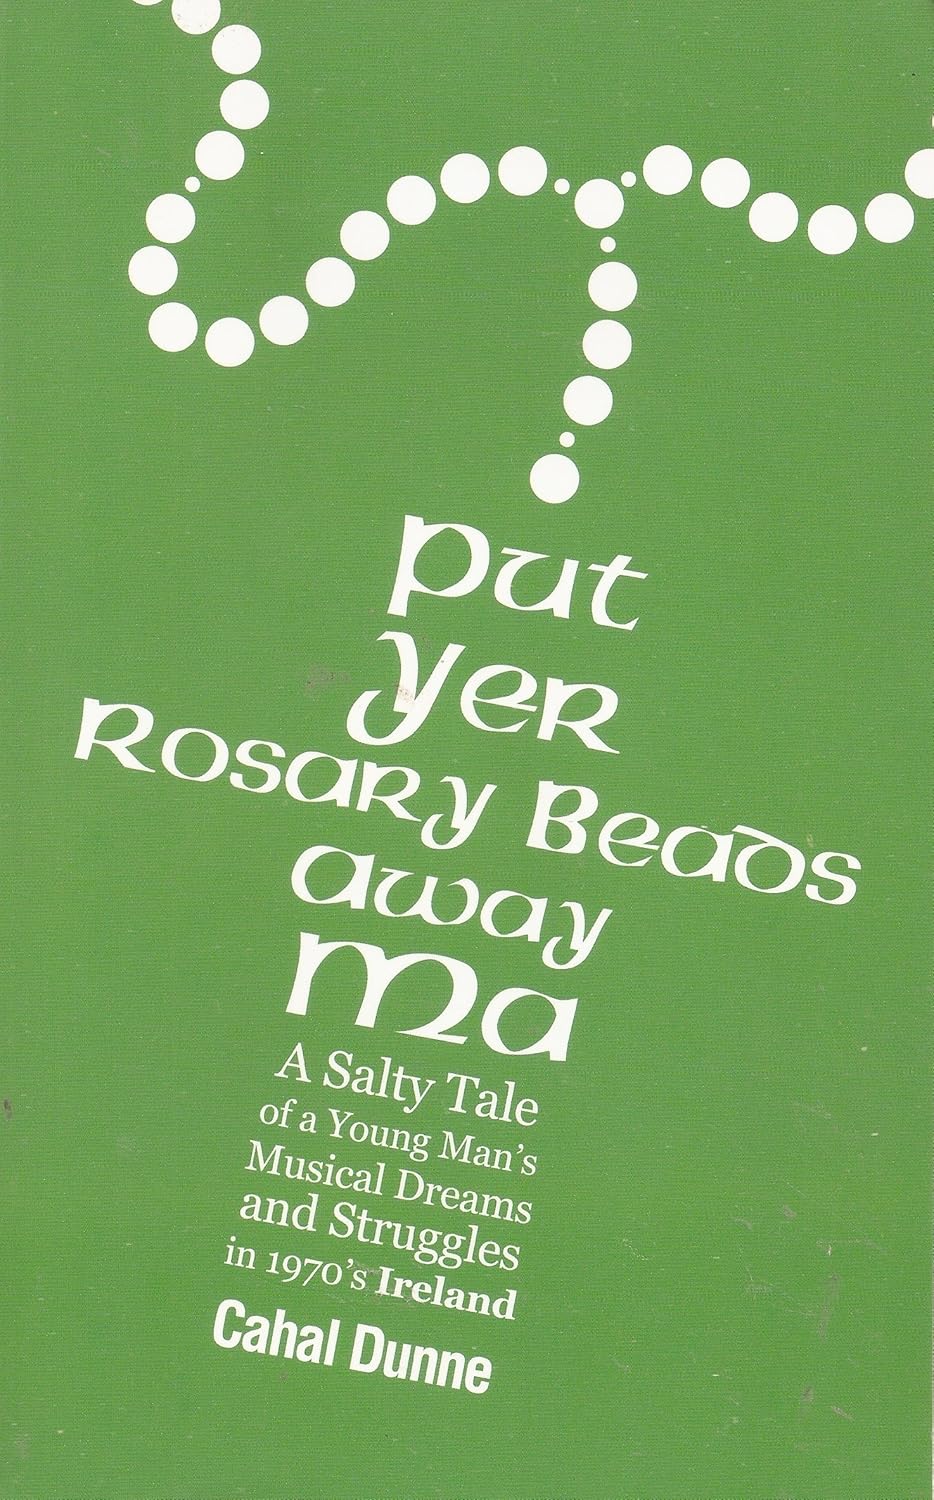 Put
Yer
Rosary Beads
away
Ma
A Salty Tale
of a Young Man's
Musical Dreams
and Struggles
in 1970's Ireland
Cahal Dunne